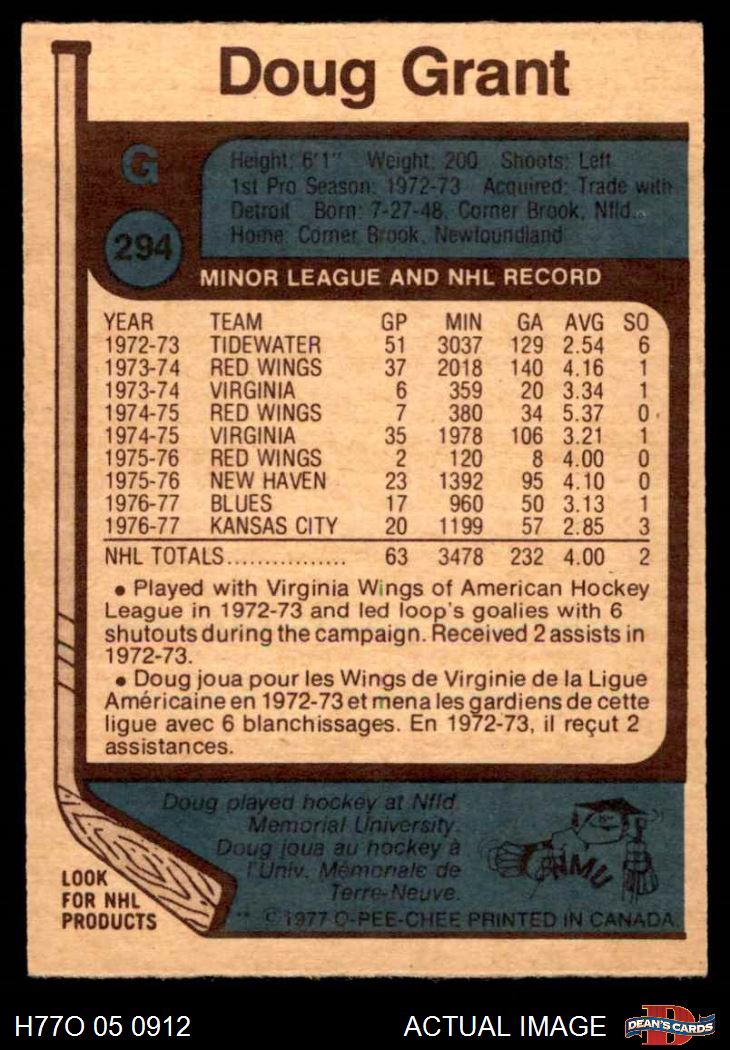 Doug Grant
G
294
Height: 6'1" Weight: 200 Shoots: Left
1st Pro Season: 1972-73 Acquired: Trade with
Detroit Born: 7-27-48, Corner Brook, Nfld.
Home: Corner Brook, Newfoundland
MINOR LEAGUE AND NHL RECORD
YEAR TEAM GP MIN GA AVG SO
1972-73 TIDEWATER 51 3037 129 2.54 6
1973-74 RED WINGS 37 2018 140 4.16 1
1973-74 VIRGINIA 6 359 20 3.34 1
1974-75 RED WINGS 7 380 34 5.37 0
1974-75 VIRGINIA 35 1978 106 3.21 1
1975-76 RED WINGS 2 120 8 4.00 0
1975-76 NEW HAVEN 23 1392 95 4.10 0
1976-77 BLUES 17 960 50 3.13 1
1976-77 KANSAS CITY 20 1199 57 2.85 3
NHL TOTALS................ 63 3478 232 4.00 2
• Played with Virginia Wings of American Hockey
League in 1972-73 and led loop's goalies with 6
shutouts during the campaign. Received 2 assists in
1972-73.
• Doug joua pour les Wings de Virginie de la Ligue
Américaine en 1972-73 et mena les gardiens de cette
ligue avec 6 blanchissages. En 1972-73, il reçut 2
assistances.
Doug played hockey at Nfld.
Memorial University.
Doug joua au hockey à
l'Univ. Mémoriale de
Terre-Neuve.
NMU
LOOK
FOR NHL
PRODUCTS
** © 1977 O-PEE-CHEE PRINTED IN CANADA
H77O 05 0912
ACTUAL IMAGE
D
DEAN'S CARDS